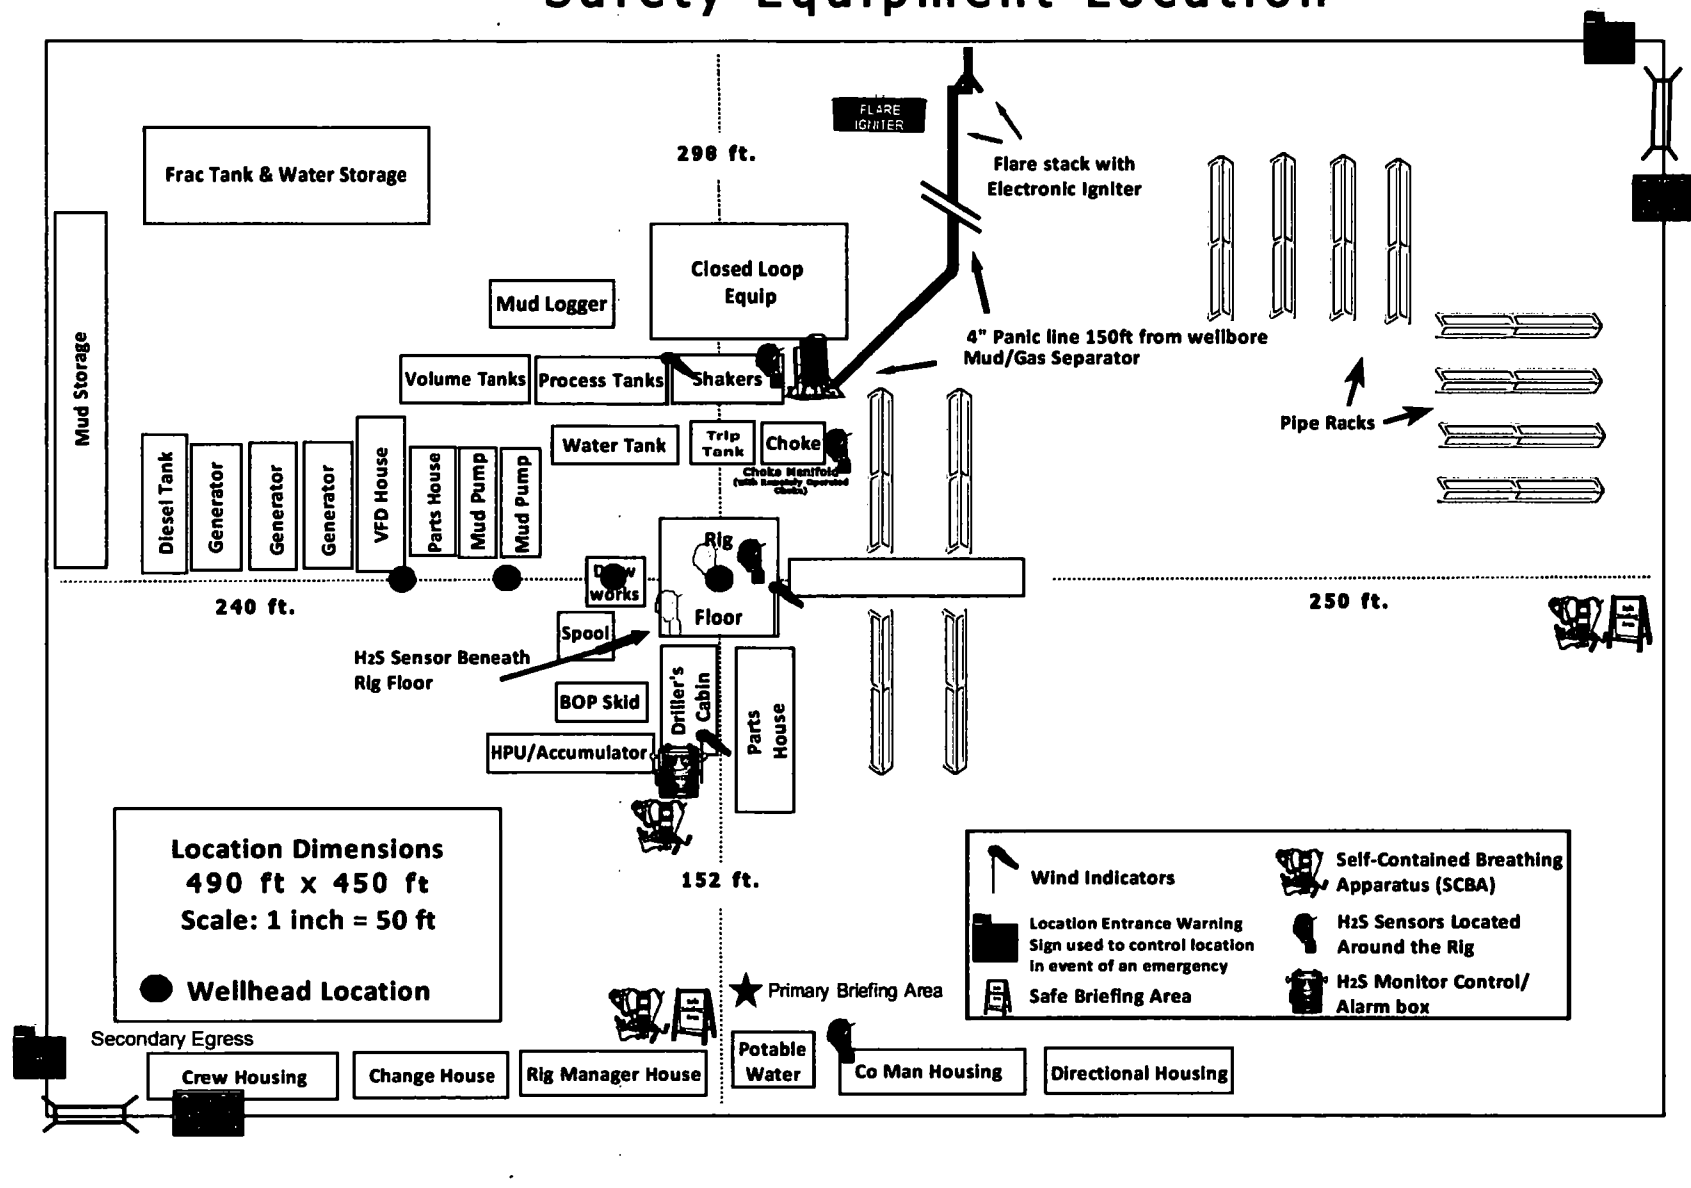 Safety Equipment Location
FLARE
IGNITER
298 ft.
Flare stack with
Electronic Igniter
Frac Tank & Water Storage
Closed Loop
Equip
Mud Logger
4" Panic line 150ft from wellbore
Mud/Gas Separator
Mud Storage
Volume Tanks
Process Tanks
Shakers
Pipe Racks
Water Tank
Trip
Tank
Choke
Choke Manifold
(with Remotely Operated
Choke)
Diesel Tank
Generator
Generator
Generator
VFD House
Parts House
Mud Pump
Mud Pump
Rig
Floor
Draw
works
240 ft.
250 ft.
Spool
H2S Sensor Beneath
Rig Floor
BOP Skid
Driller's
Cabin
Parts
House
HPU/Accumulator
152 ft.
Location Dimensions
490 ft x 450 ft
Scale: 1 inch = 50 ft
Wellhead Location
Wind Indicators
Location Entrance Warning
Sign used to control location
in event of an emergency
Safe Briefing Area
Self-Contained Breathing
Apparatus (SCBA)
H2S Sensors Located
Around the Rig
H2S Monitor Control/
Alarm box
Primary Briefing Area
Secondary Egress
Crew Housing
Change House
Rig Manager House
Potable
Water
Co Man Housing
Directional Housing